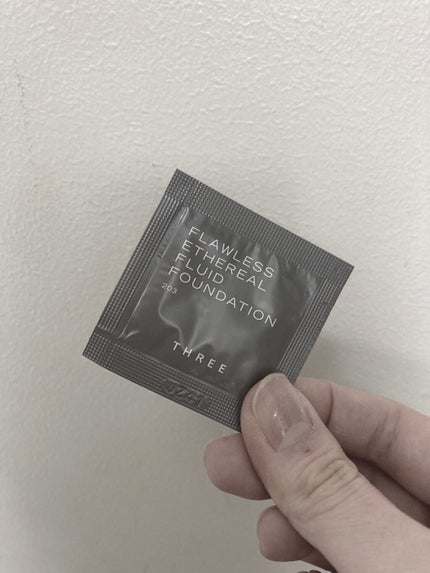 FLAWLESS
ETHEREAL
FLUID
FOUNDATION
203
THREE